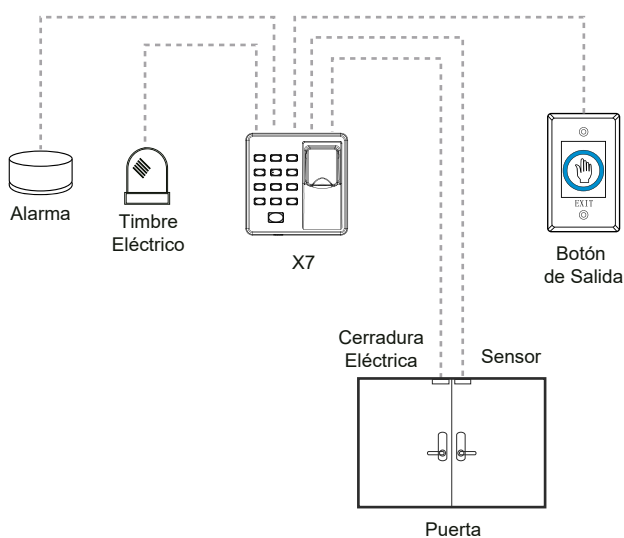 Alarma
Timbre
Eléctrico
X7
EXIT
Botón
de Salida
Cerradura
Eléctrica
Sensor
Puerta